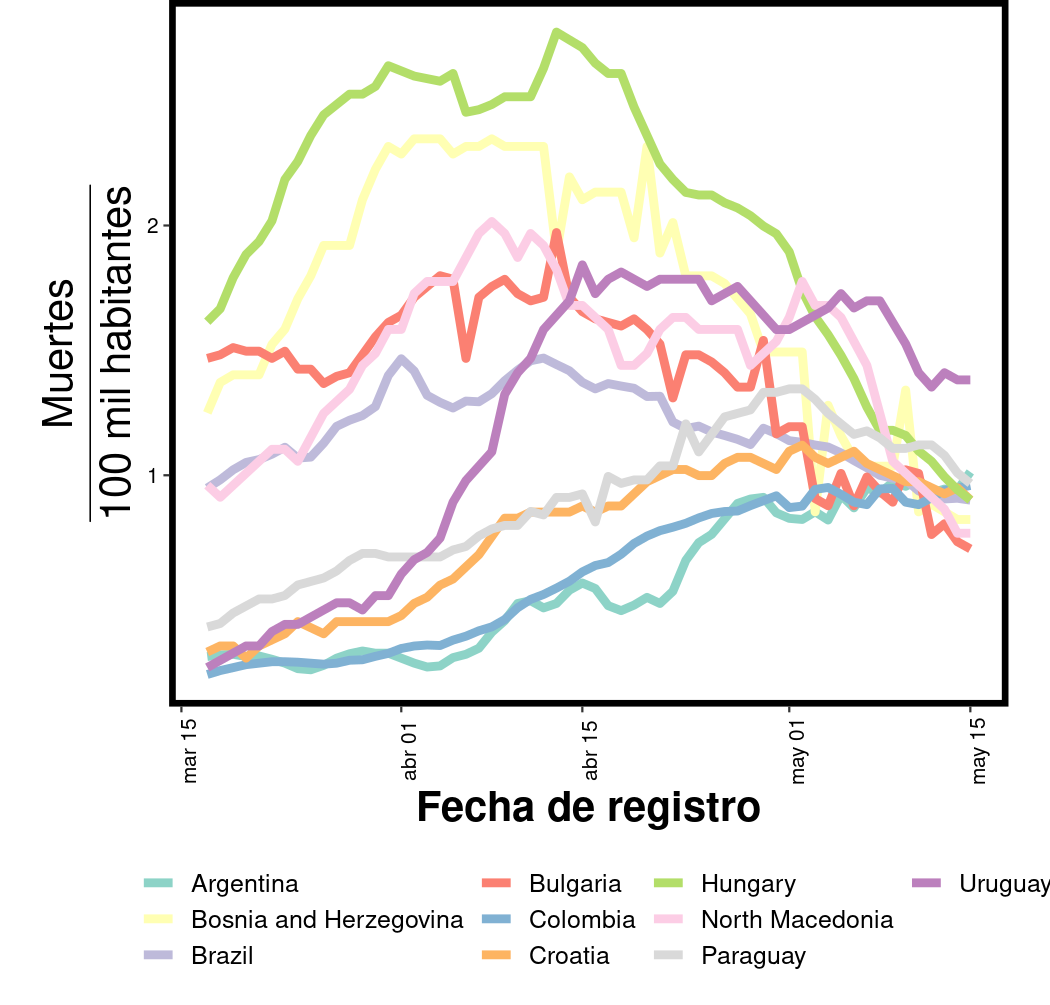 Muertes
100 mil habitantes
2
1
mar 15
abr 01
abr 15
may 01
may 15
Fecha de registro
Argentina
Bosnia and Herzegovina
Brazil
Bulgaria
Colombia
Croatia
Hungary
North Macedonia
Paraguay
Uruguay